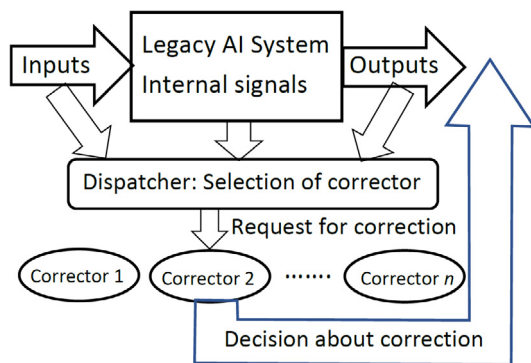 Inputs
Legacy AI System
Internal signals
Outputs
Dispatcher: Selection of corrector
Request for correction
Corrector 1
Corrector 2
.......
Corrector n
Decision about correction